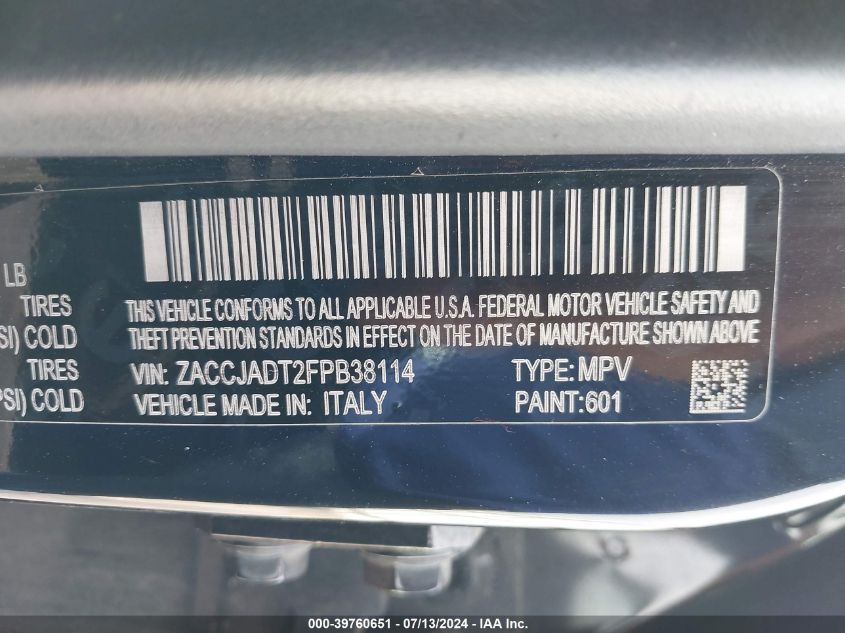 LB
TIRES
SI) COLD
TIRES
PSI) COLD
THIS VEHICLE CONFORMS TO ALL APPLICABLE U.S.A. FEDERAL MOTOR VEHICLE SAFETY AND
THEFT PREVENTION STANDARDS IN EFFECT ON THE DATE OF MANUFACTURE SHOWN ABOVE
VIN: ZACCJADT2FPB38114 TYPE: MPV
VEHICLE MADE IN: ITALY PAINT:601
000-39760651 - 07/13/2024 - IAA Inc.